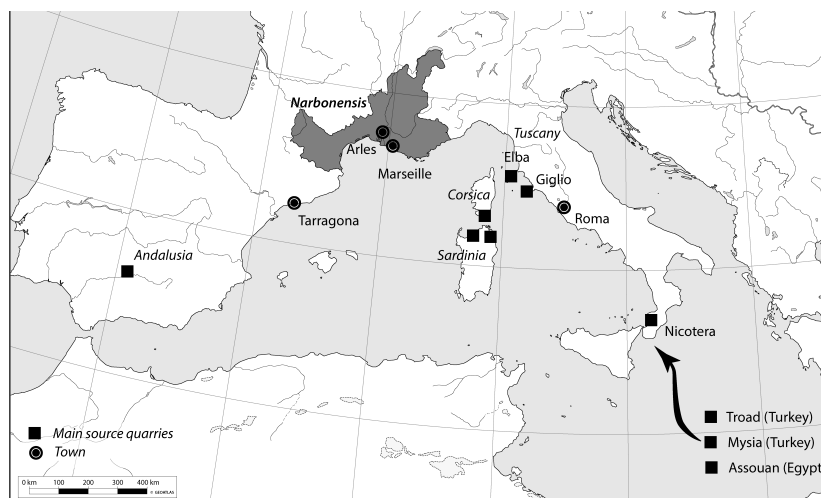 Narbonensis
Arles
Marseille
Tuscany
Elba
Giglio
Corsica
Roma
Tarragona
Sardinia
Andalusia
Nicotera
Troad (Turkey)
Mysia (Turkey)
Assouan (Egypt
Main source quarries
Town
0 km 100 200 300 400 km
© GEOATLAS